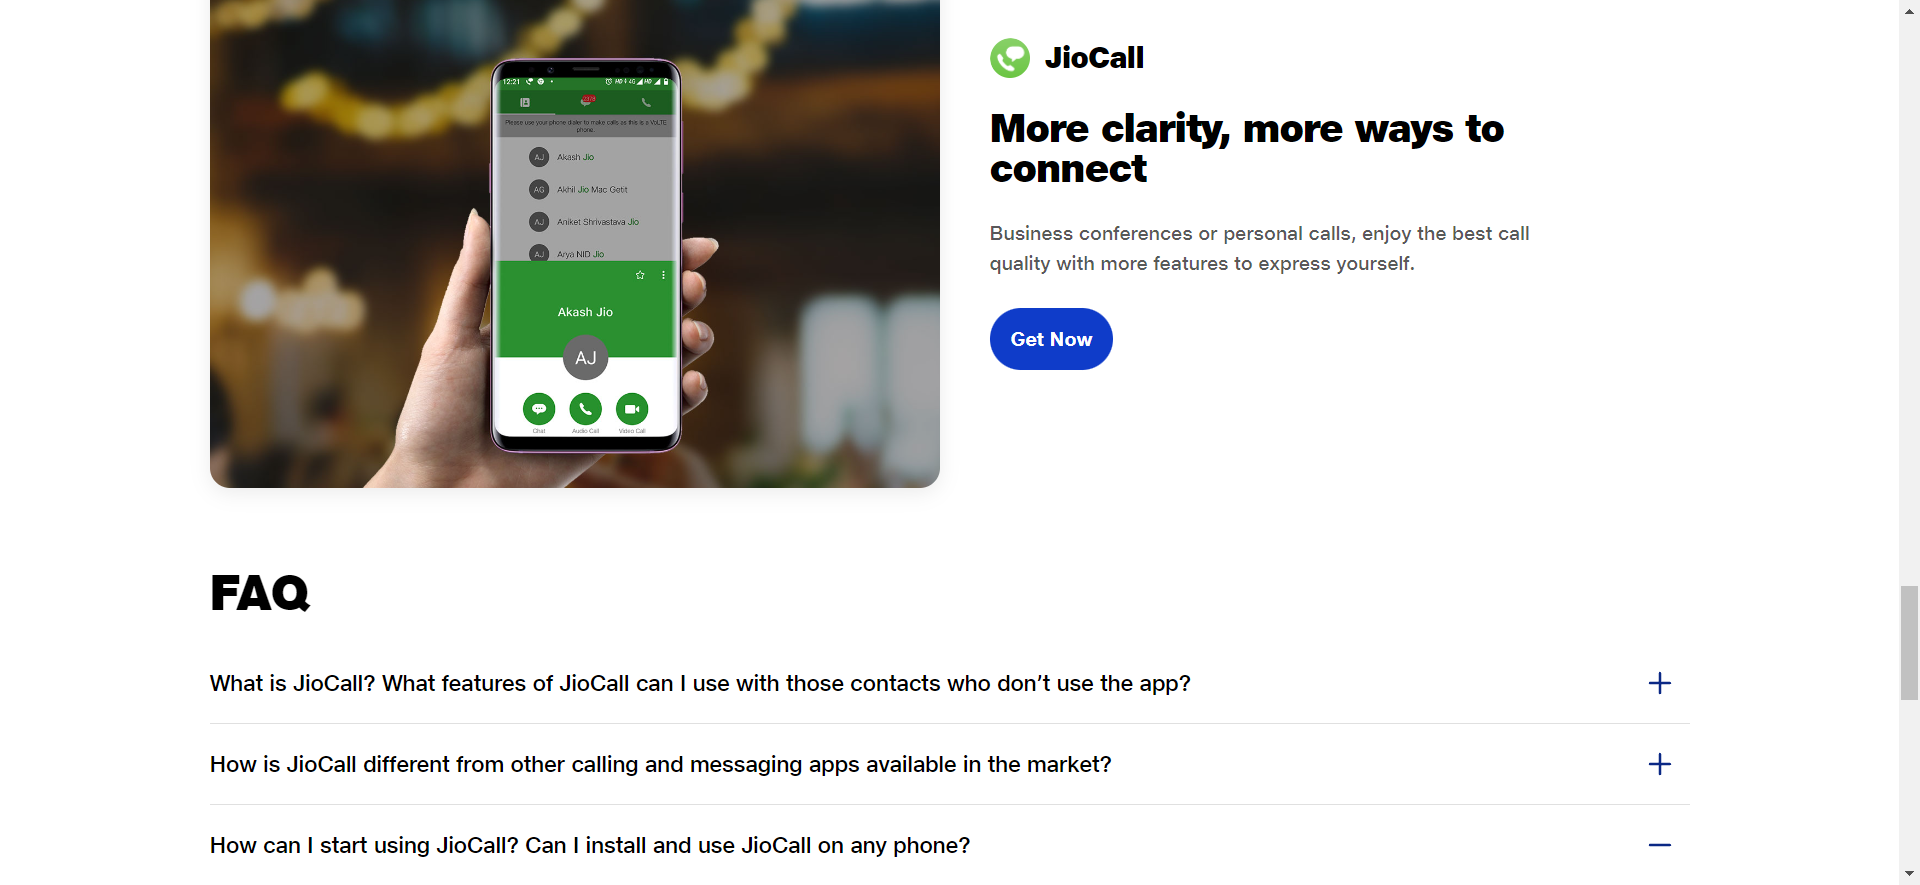 12:21
Please use your phone dialer to make calls as this is a VoLTE
phone.
AJ Akash Jio
AG Akhil Jio Mac Getit
AJ Aniket Shrivastava Jio
AJ Arya NID Jio
Akash Jio
AJ
Chat Audio Call Video Call
JioCall
More clarity, more ways to
connect
Business conferences or personal calls, enjoy the best call
quality with more features to express yourself.
Get Now
FAQ
What is JioCall? What features of JioCall can I use with those contacts who don’t use the app?
How is JioCall different from other calling and messaging apps available in the market?
How can I start using JioCall? Can I install and use JioCall on any phone?